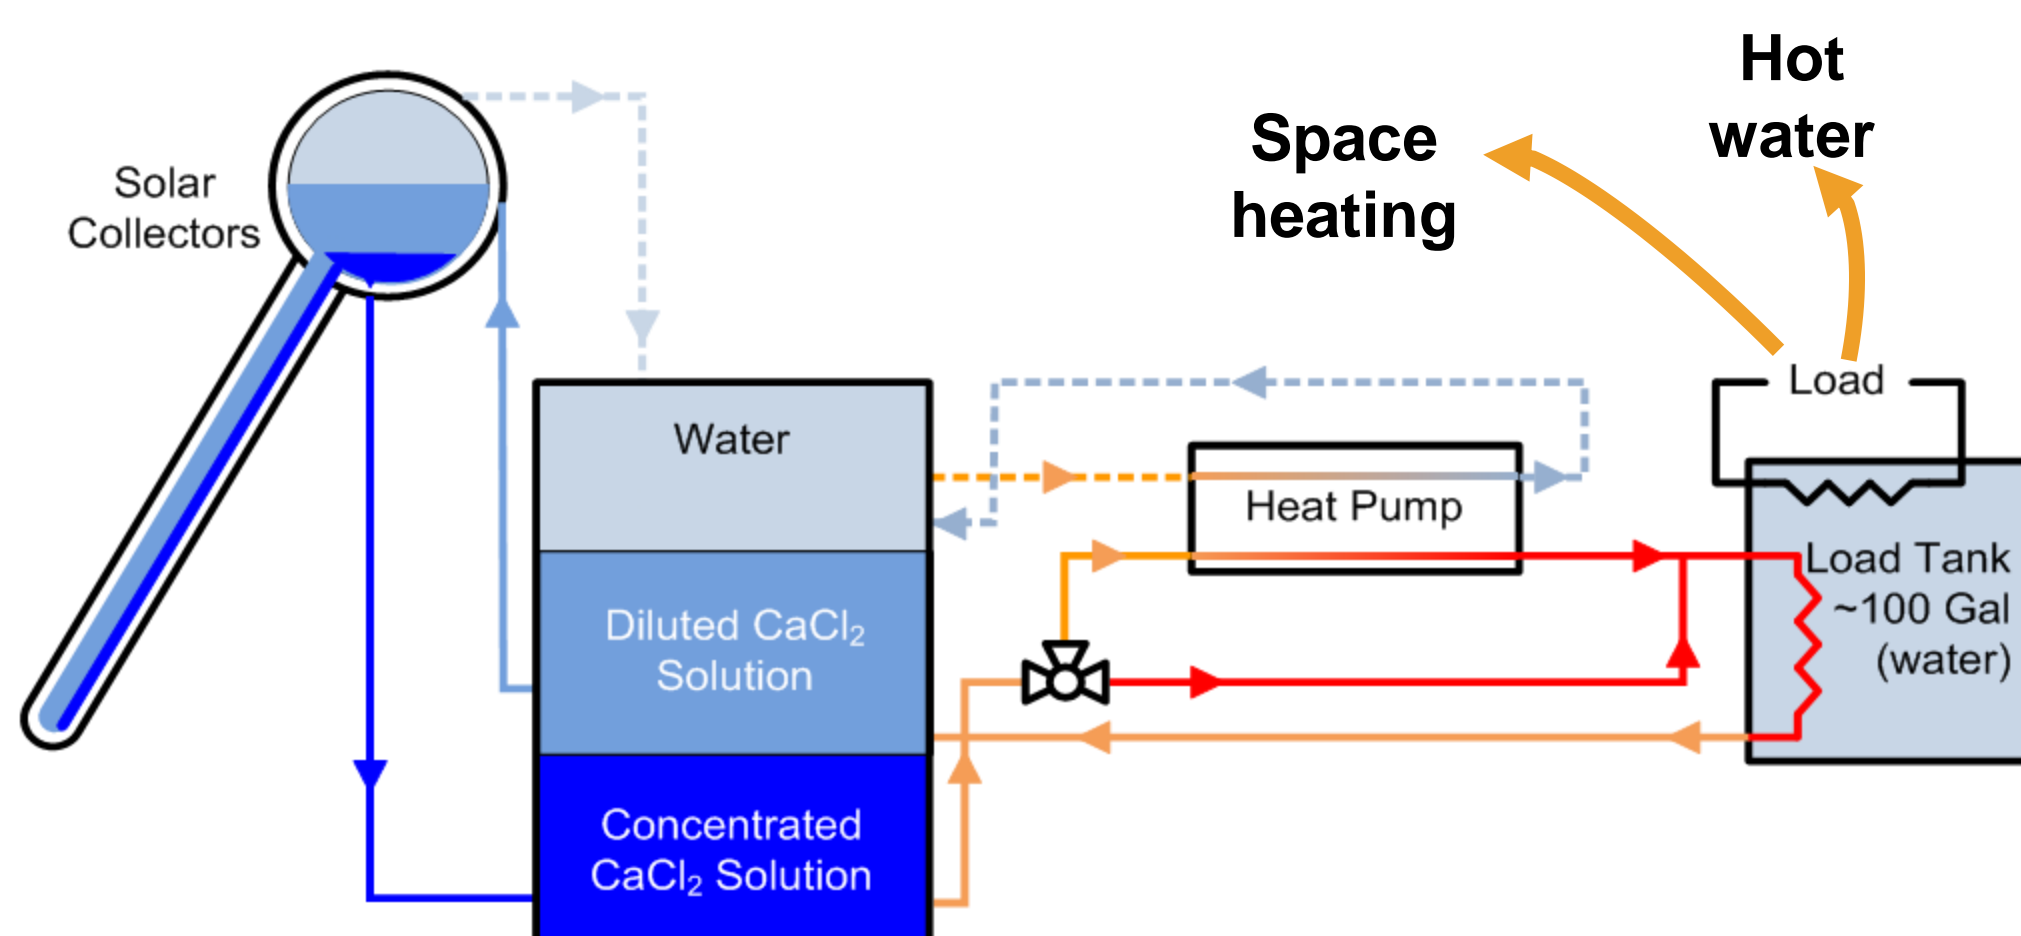 Hot
water
Space
heating
Solar
Collectors
Load
Water
Heat Pump
Load Tank
~100 Gal
(water)
Diluted CaCl₂
Solution
Concentrated
CaCl₂ Solution